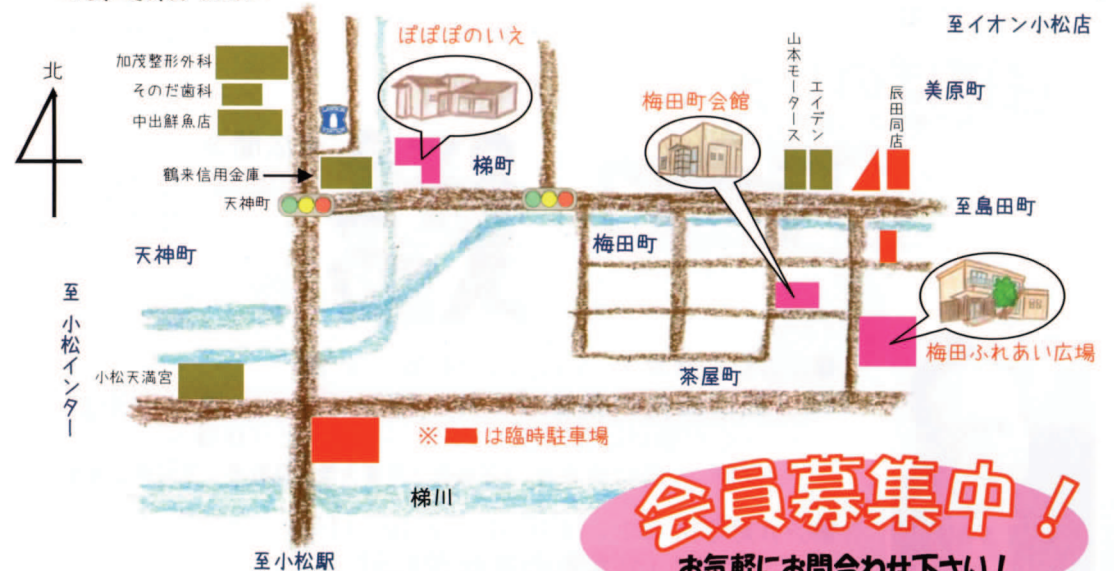 至イオン小松店
ぽぽぽのいえ
山本モータース
エイデン
辰田同店
美原町
加茂整形外科
そのだ歯科
中出鮮魚店
北
梅田町会館
鶴来信用金庫
梯町
天神町
至島田町
天神町
梅田町
至 小松インター
梅田ふれあい広場
小松天満宮
茶屋町
※ は臨時駐車場
梯川
会員募集中!
お気軽にお問合わせ下さい!
至小松駅